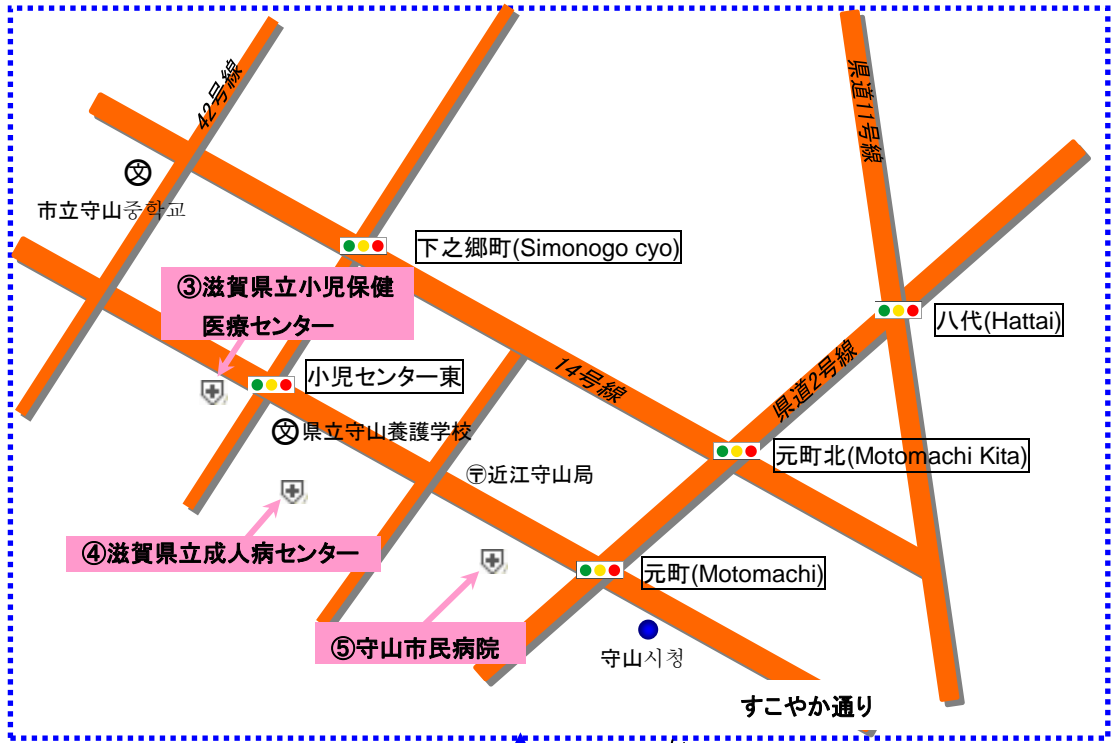 42号線
県道11号線
市立守山중학교
下之郷町(Simonogo cyo)
③滋賀県立小児保健
医療センター
八代(Hattai)
小児センター東
14号線
県道2号線
文県立守山養護学校
元町北(Motomachi Kita)
〒近江守山局
④滋賀県立成人病センター
元町(Motomachi)
⑤守山市民病院
守山시청
すこやか通り